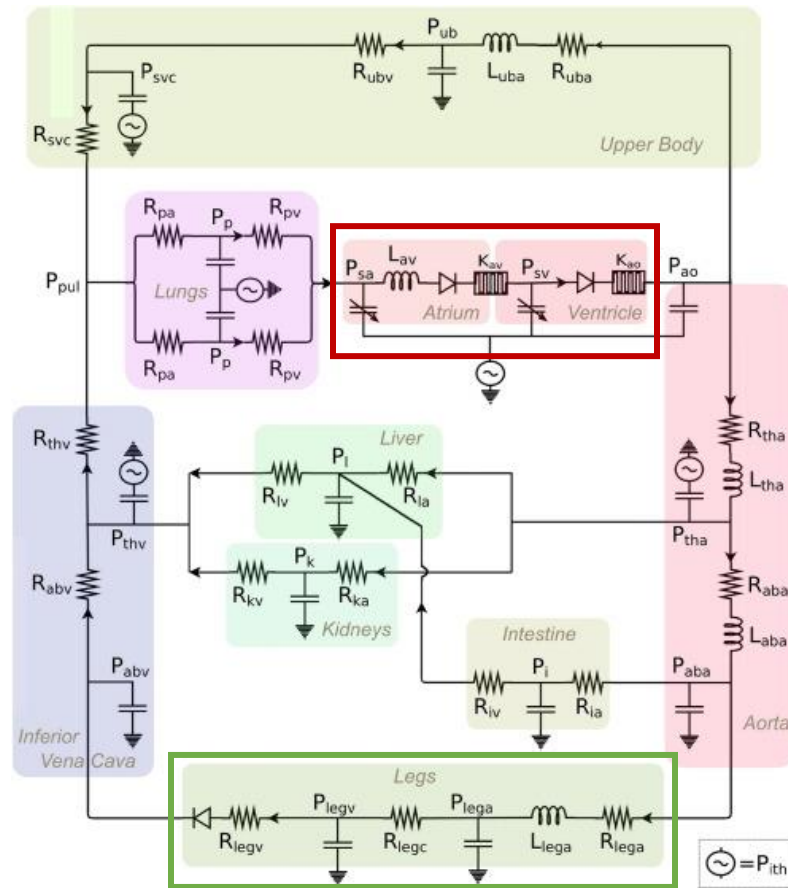 P_ub
R_ubv
L_uba
R_uba
P_svc
R_svc
Upper Body
R_pa
P_p
R_pv
P_pul
Lungs
P_p
R_pa
R_pv
P_sa
L_av
K_av
P_sv
K_ao
P_ao
Atrium
Ventricle
R_thv
P_thv
R_abv
P_abv
Inferior
Vena Cava
Liver
P_l
R_lv
R_la
P_k
R_kv
R_ka
Kidneys
Intestine
P_i
R_iv
R_ia
R_tha
L_tha
P_tha
R_aba
L_aba
P_aba
Aorta
Legs
P_legv
P_lega
R_legv
R_legc
L_lega
R_lega
=P_ith